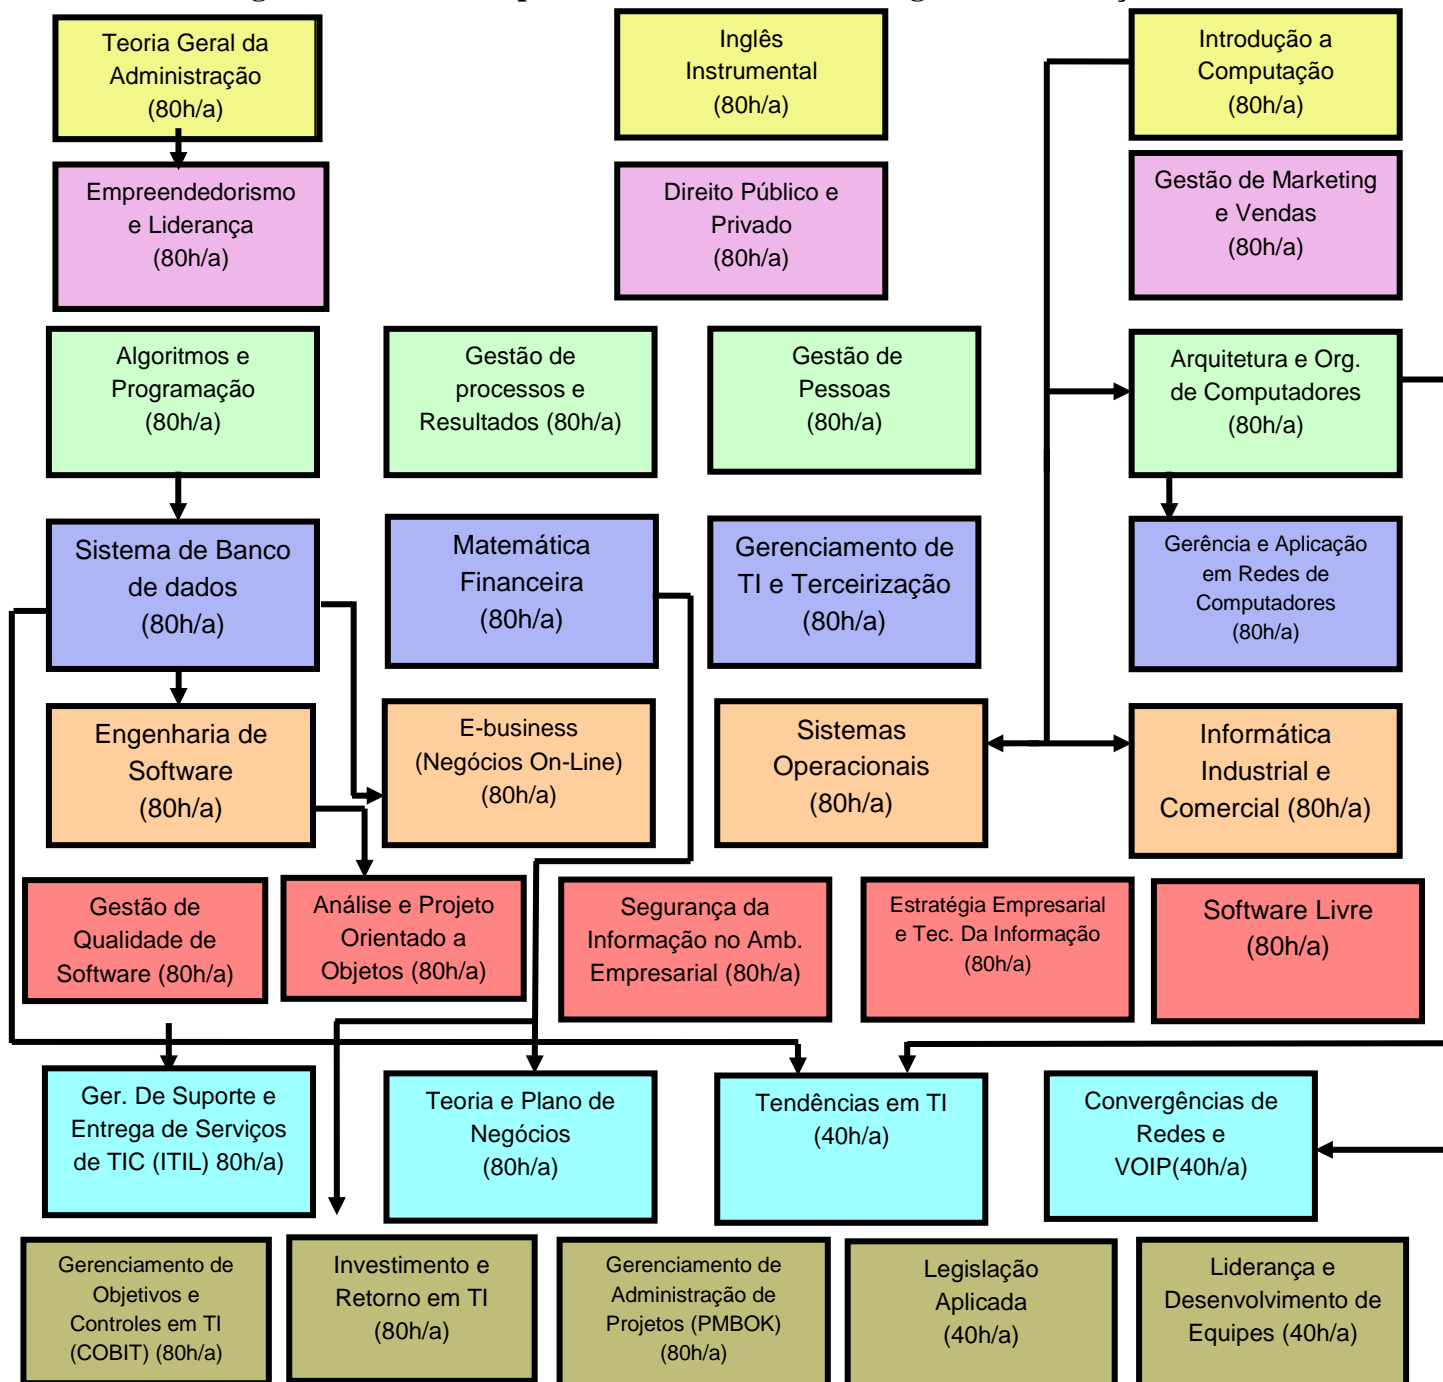 Teoria Geral da
Administração
(80h/a)
Inglês
Instrumental
(80h/a)
Introdução a
Computação
(80h/a)
Empreendedorismo
e Liderança
(80h/a)
Direito Público e
Privado
(80h/a)
Gestão de Marketing
e Vendas
(80h/a)
Algoritmos e
Programação
(80h/a)
Gestão de
processos e
Resultados (80h/a)
Gestão de
Pessoas
(80h/a)
Arquitetura e Org.
de Computadores
(80h/a)
Sistema de Banco
de dados
(80h/a)
Matemática
Financeira
(80h/a)
Gerenciamento de
TI e Terceirização
(80h/a)
Gerência e Aplicação
em Redes de
Computadores
(80h/a)
Engenharia de
Software
(80h/a)
E-business
(Negócios On-Line)
(80h/a)
Sistemas
Operacionais
(80h/a)
Informática
Industrial e
Comercial (80h/a)
Gestão de
Qualidade de
Software (80h/a)
Análise e Projeto
Orientado a
Objetos (80h/a)
Segurança da
Informação no Amb.
Empresarial (80h/a)
Estratégia Empresarial
e Tec. Da Informação
(80h/a)
Software Livre
(80h/a)
Ger. De Suporte e
Entrega de Serviços
de TIC (ITIL) 80h/a)
Teoria e Plano de
Negócios
(80h/a)
Tendências em TI
(40h/a)
Convergências de
Redes e
VOIP(40h/a)
Gerenciamento de
Objetivos e
Controles em TI
(COBIT) (80h/a)
Investimento e
Retorno em TI
(80h/a)
Gerenciamento de
Administração de
Projetos (PMBOK)
(80h/a)
Legislação
Aplicada
(40h/a)
Liderança e
Desenvolvimento de
Equipes (40h/a)